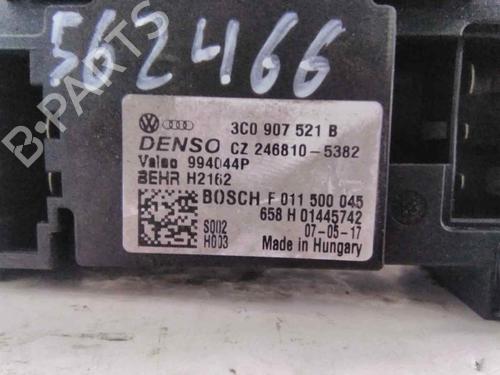 562466
B-PARTS
3C0 907 521 B
DENSO CZ 246810-5382
Valeo 994044P
BEHR H2162
BOSCH F 011 500 045
658 H 01445742
S002 07-05-17
H003 Made in Hungary